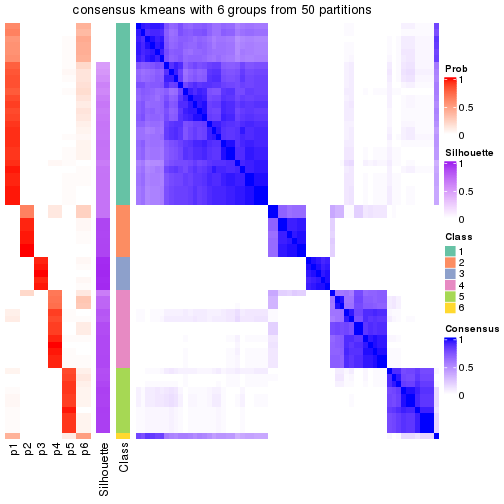 consensus kmeans with 6 groups from 50 partitions
Prob
1
0.5
0
Silhouette
1
0.5
0
Class
1
2
3
4
5
6
Consensus
1
0.5
0
p1
p2
p3
p4
p5
p6
Silhouette
Class